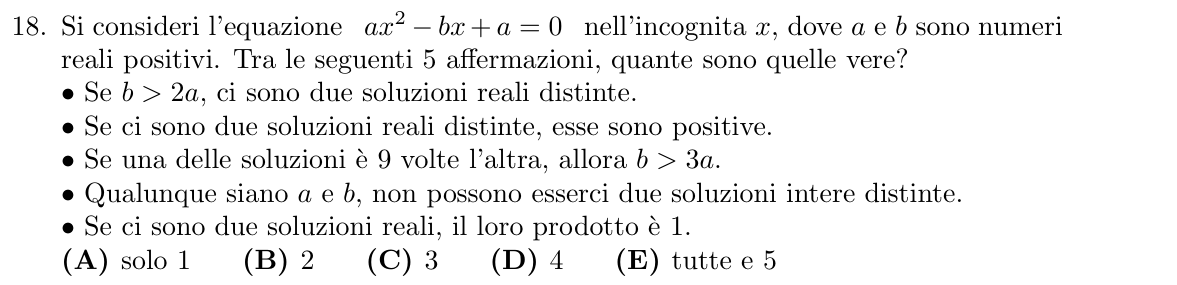 18. Si consideri l'equazione ax² − bx + a = 0 nell'incognita x, dove a e b sono numeri
reali positivi. Tra le seguenti 5 affermazioni, quante sono quelle vere?
• Se b > 2a, ci sono due soluzioni reali distinte.
• Se ci sono due soluzioni reali distinte, esse sono positive.
• Se una delle soluzioni è 9 volte l'altra, allora b > 3a.
• Qualunque siano a e b, non possono esserci due soluzioni intere distinte.
• Se ci sono due soluzioni reali, il loro prodotto è 1.
(A) solo 1 (B) 2 (C) 3 (D) 4 (E) tutte e 5